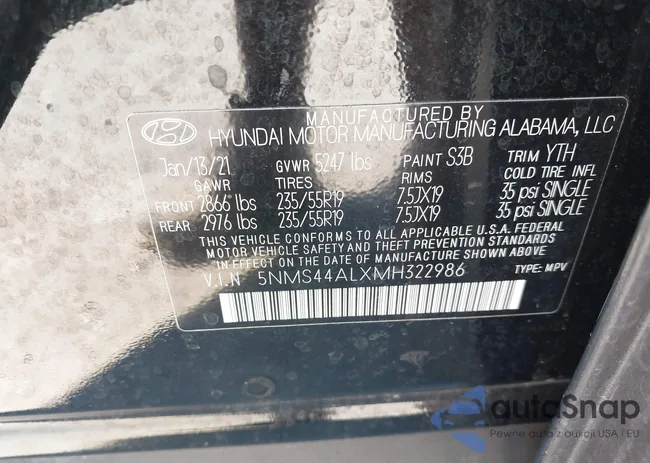 MANUFACTURED BY
HYUNDAI MOTOR MANUFACTURING ALABAMA, LLC
Jan/13/21 GVWR 5247 lbs PAINT S3B TRIM YTH
GAWR TIRES RIMS COLD TIRE INFL
FRONT 2866 lbs 235/55R19 7.5JX19 35 psi SINGLE
REAR 2976 lbs 235/55R19 7.5JX19 35 psi SINGLE
THIS VEHICLE CONFORMS TO ALL APPLICABLE U.S.A. FEDERAL
MOTOR VEHICLE SAFETY AND THEFT PREVENTION STANDARDS
IN EFFECT ON THE DATE OF MANUFACTURE SHOWN ABOVE
V.I.N 5NMS44ALXMH322986 TYPE: MPV
autoSnap
Pewne auta z aukcji USA i EU